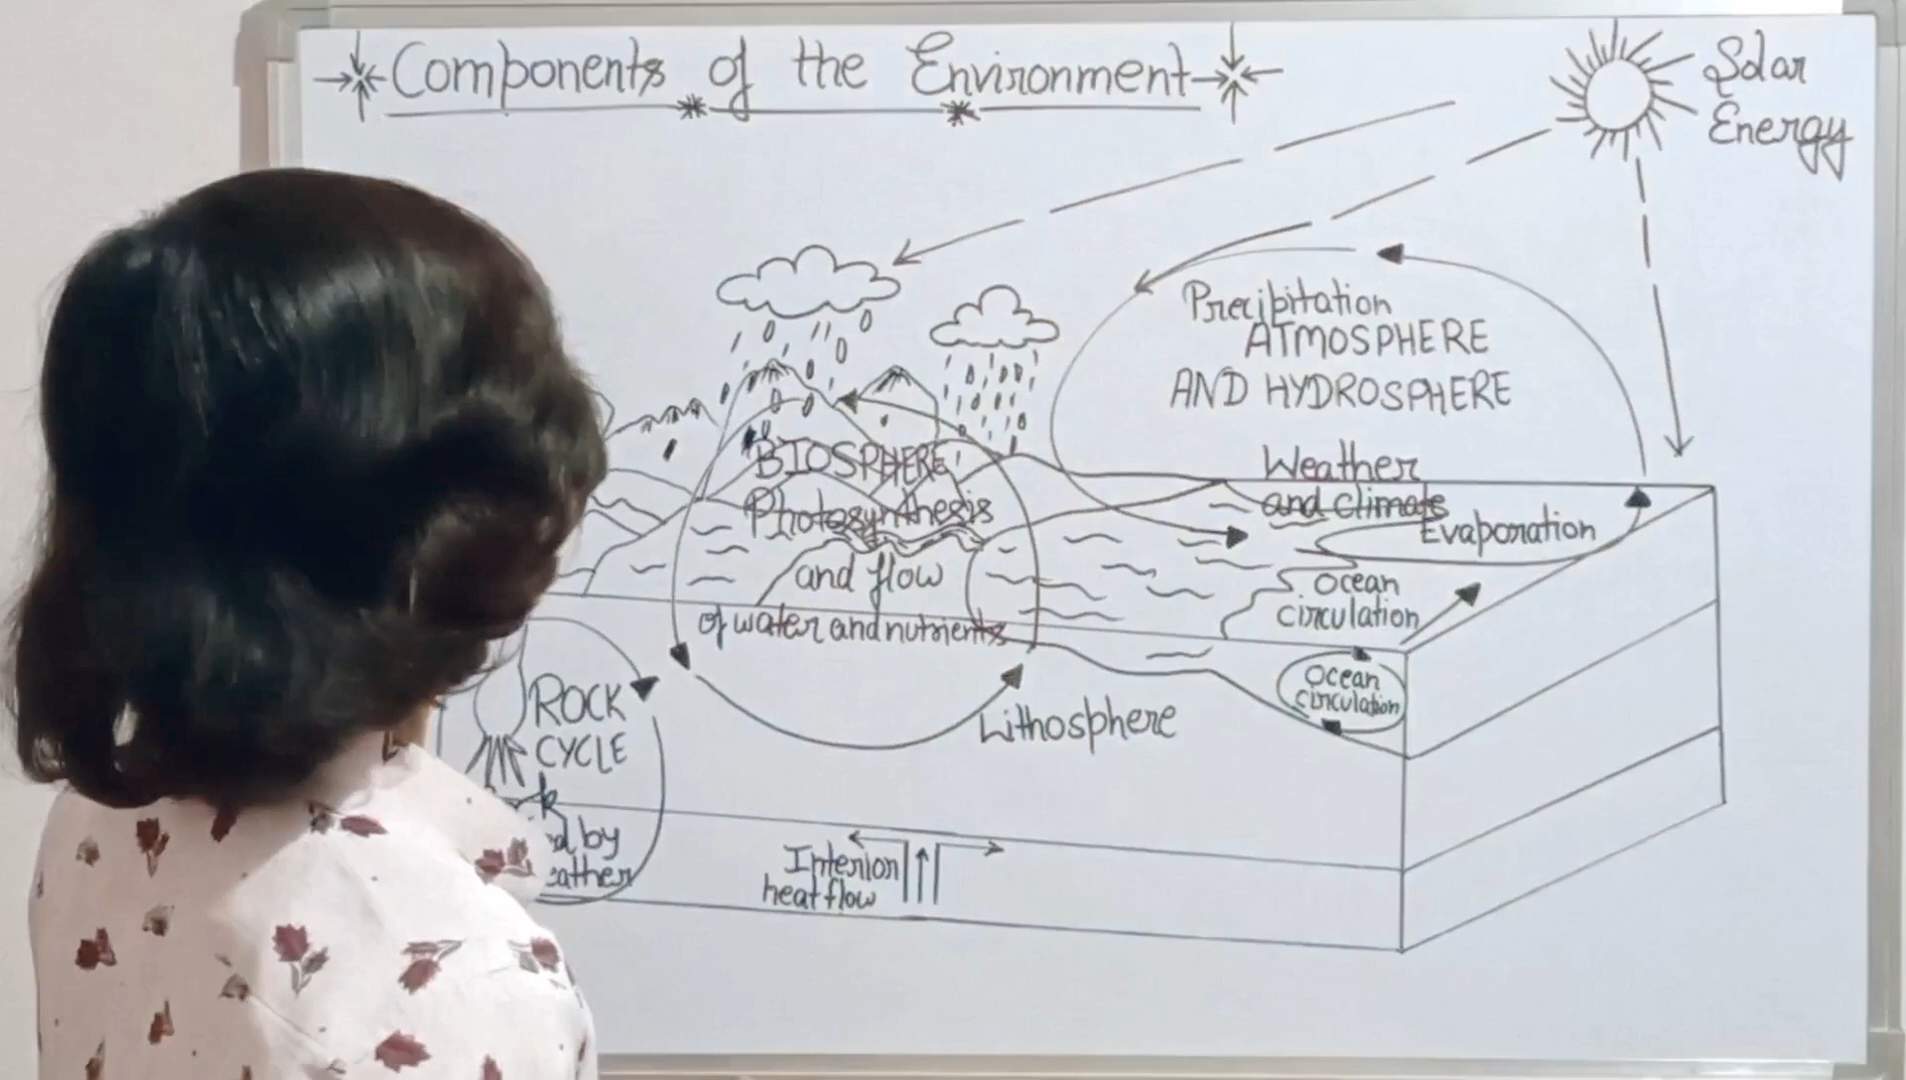 Components of the Environment
Solar
Energy
Precipitation
ATMOSPHERE
AND HYDROSPHERE
Weather
and climate
Evaporation
BIOSPHERE
Photosynthesis
and flow
of water and nutrients
Ocean
circulation
Ocean
circulation
Lithosphere
ROCK
CYCLE
by
Interior
heat flow